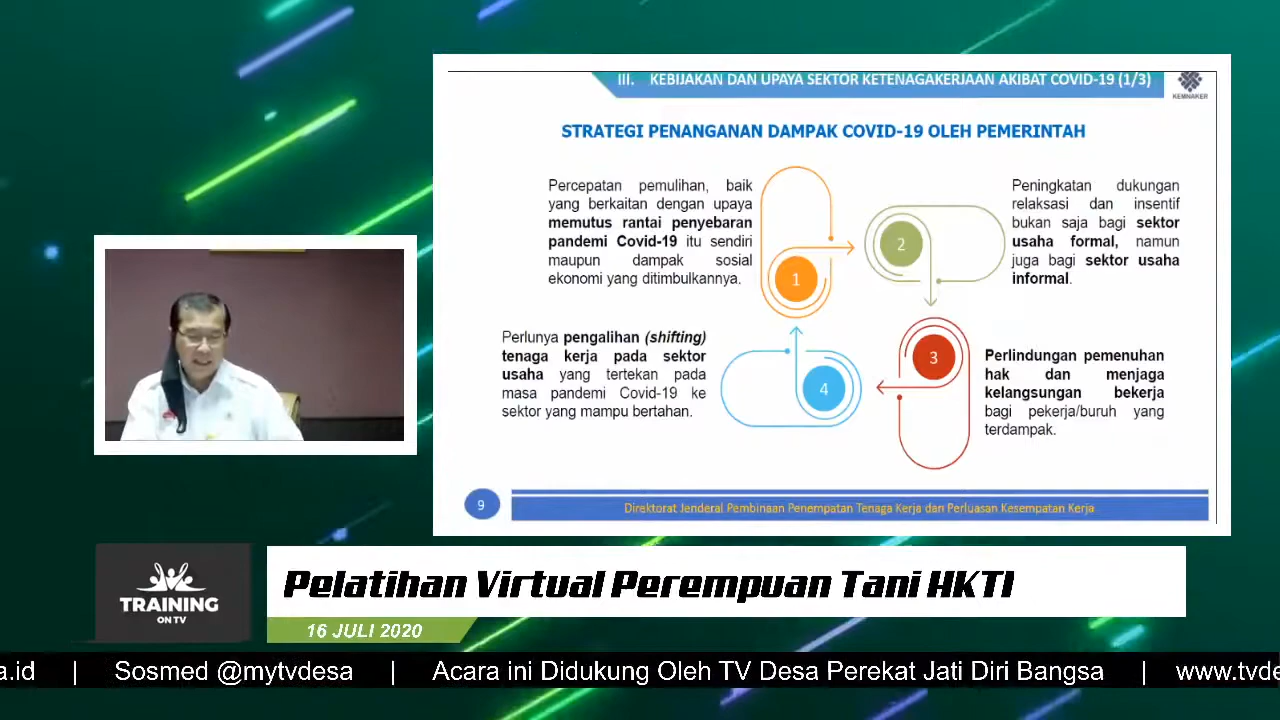 III. KEBIJAKAN DAN UPAYA SEKTOR KETENAGAKERJAAN AKIBAT COVID-19 (1/3)
KEMNAKER
STRATEGI PENANGANAN DAMPAK COVID-19 OLEH PEMERINTAH
Percepatan pemulihan, baik
yang berkaitan dengan upaya
memutus rantai penyebaran
pandemi Covid-19 itu sendiri
maupun dampak sosial
ekonomi yang ditimbulkannya.
1
2
Peningkatan dukungan
relaksasi dan insentif
bukan saja bagi sektor
usaha formal, namun
juga bagi sektor usaha
informal.
Perlunya pengalihan (shifting)
tenaga kerja pada sektor
usaha yang tertekan pada
masa pandemi Covid-19 ke
sektor yang mampu bertahan.
4
3
Perlindungan pemenuhan
hak dan menjaga
kelangsungan bekerja
bagi pekerja/buruh yang
terdampak.
9
Direktorat Jenderal Pembinaan Penempatan Tenaga Kerja dan Perluasan Kesempatan Kerja
TRAINING
ON TV
Pelatihan Virtual Perempuan Tani HKTI
16 JULI 2020
a.id | Sosmed @mytvdesa | Acara ini Didukung Oleh TV Desa Perekat Jati Diri Bangsa | www.tvde